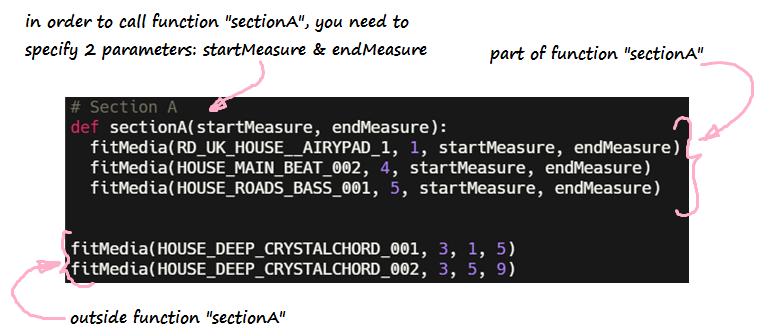 in order to call function "sectionA", you need to
specify 2 parameters: startMeasure & endMeasure
part of function "sectionA"
# Section A
def sectionA(startMeasure, endMeasure):
  fitMedia(RD_UK_HOUSE__AIRYPAD_1, 1, startMeasure, endMeasure)
  fitMedia(HOUSE_MAIN_BEAT_002, 4, startMeasure, endMeasure)
  fitMedia(HOUSE_ROADS_BASS_001, 5, startMeasure, endMeasure)
fitMedia(HOUSE_DEEP_CRYSTALCHORD_001, 3, 1, 5)
fitMedia(HOUSE_DEEP_CRYSTALCHORD_002, 3, 5, 9)
outside function "sectionA"